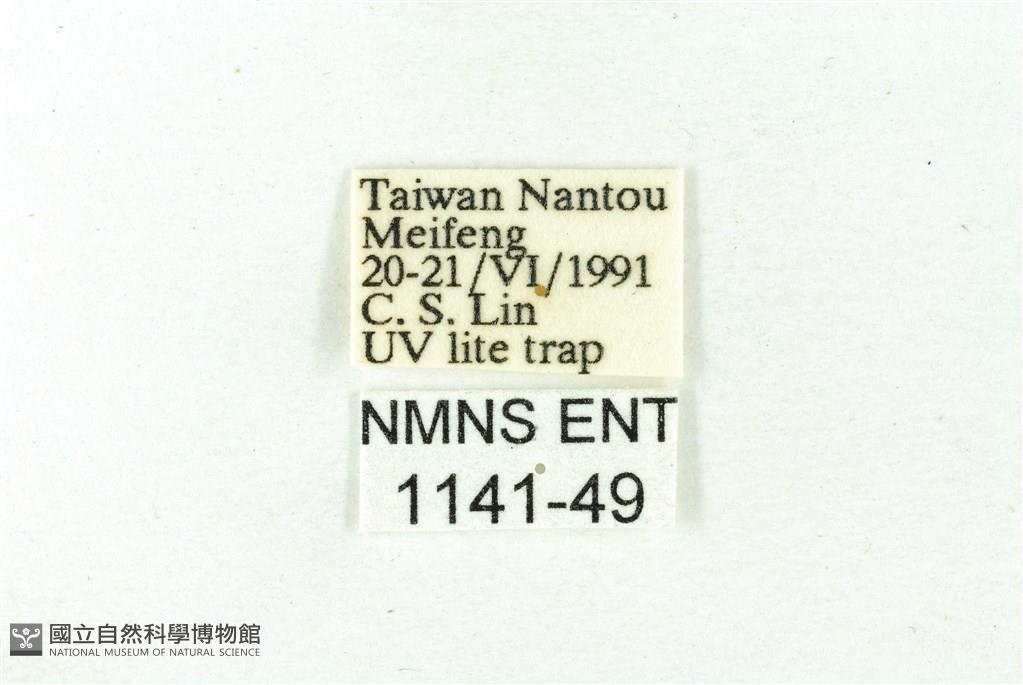 Taiwan Nantou
Meifeng
20-21/VI/1991
C. S. Lin
UV lite trap
NMNS ENT
1141-49
國立自然科學博物館
NATIONAL MUSEUM OF NATURAL SCIENCE